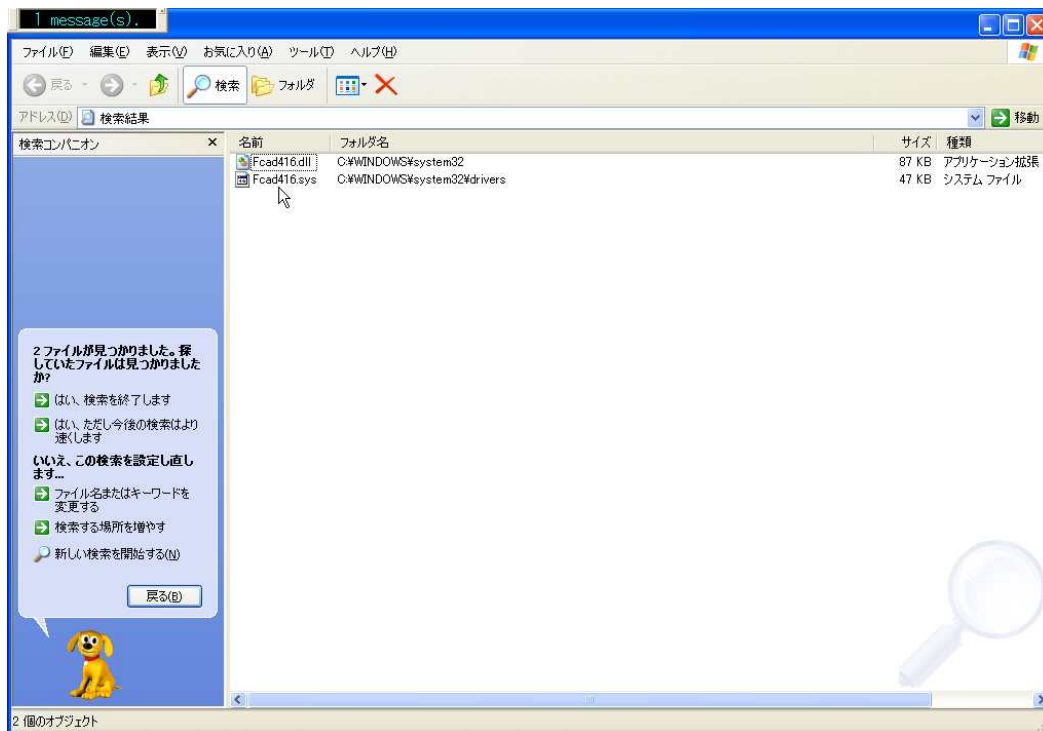 1 message(s).
ファイル(F) 編集(E) 表示(V) お気に入り(A) ツール(T) ヘルプ(H)
戻る 検索 フォルダ
アドレス(D) 検索結果 移動
検索コンパニオン × 名前 フォルダ名 サイズ 種類
Fcad416.dll C:¥WINDOWS¥system32 87 KB アプリケーション拡張
Fcad416.sys C:¥WINDOWS¥system32¥drivers 47 KB システム ファイル
2 ファイルが見つかりました。探
していたファイルは見つかりました
か?
はい、検索を終了します
はい、ただし今後の検索はより
速くします
いいえ、この検索を設定し直し
ます...
ファイル名またはキーワードを
変更する
検索する場所を増やす
新しい検索を開始する(N)
戻る(B)
2 個のオブジェクト